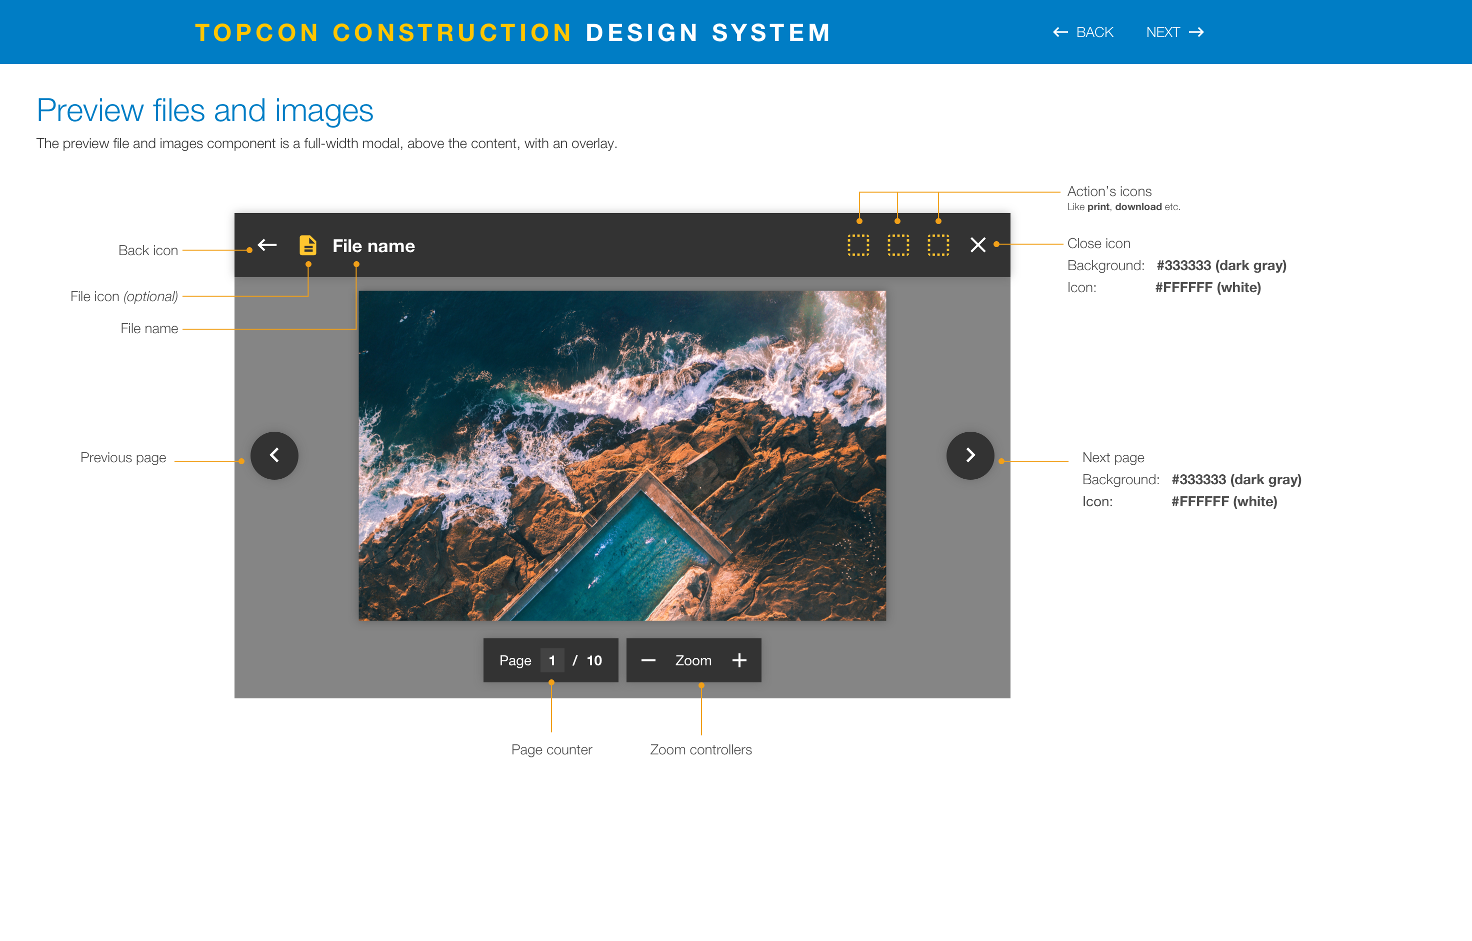 TOPCON CONSTRUCTION DESIGN SYSTEM
BACK
NEXT
Preview files and images
The preview file and images component is a full-width modal, above the content, with an overlay.
Action's icons
Like print, download etc.
Back icon
File name
Close icon
Background: #333333 (dark gray)
Icon: #FFFFFF (white)
File icon (optional)
File name
Previous page
Next page
Background: #333333 (dark gray)
Icon: #FFFFFF (white)
Page 1 / 10
Zoom
Page counter
Zoom controllers